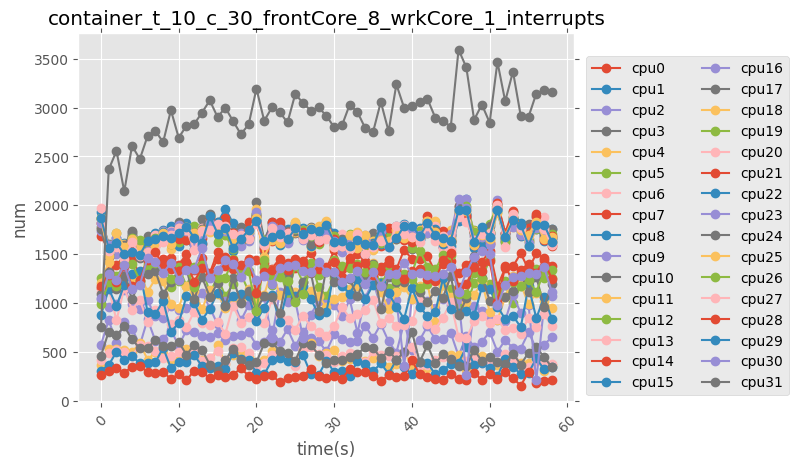 container_t_10_c_30_frontCore_8_wrkCore_1_interrupts
3500
3000
2500
2000
1500
1000
500
0
num
0
10
20
30
40
50
60
time(s)
cpu0
cpu1
cpu2
cpu3
cpu4
cpu5
cpu6
cpu7
cpu8
cpu9
cpu10
cpu11
cpu12
cpu13
cpu14
cpu15
cpu16
cpu17
cpu18
cpu19
cpu20
cpu21
cpu22
cpu23
cpu24
cpu25
cpu26
cpu27
cpu28
cpu29
cpu30
cpu31